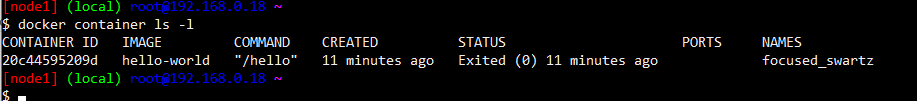 [node1] (local) root@192.168.0.18 ~
$ docker container ls -l
CONTAINER ID   IMAGE         COMMAND    CREATED          STATUS                      PORTS     NAMES
20c44595209d   hello-world   "/hello"   11 minutes ago   Exited (0) 11 minutes ago             focused_swartz
[node1] (local) root@192.168.0.18 ~
$